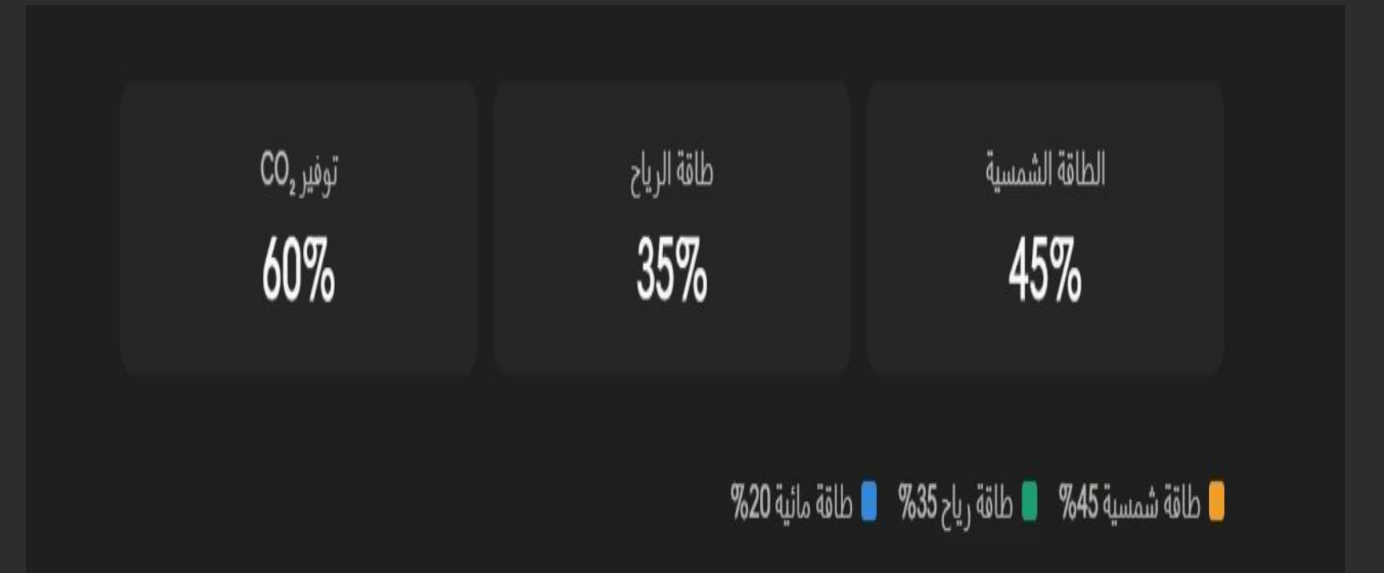 الطاقة الشمسية
45%
طاقة الرياح
35%
توفير CO₂
60%
طاقة شمسية 45%
طاقة رياح 35%
طاقة مائية 20%